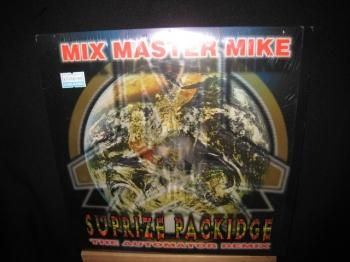 MIX MASTER MIKE
SUPRIZE PACKIDGE
THE AUTOMATOR REMIX